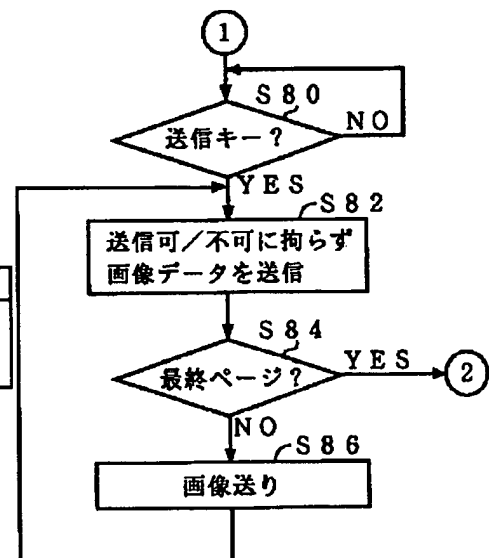 1
S80
送信キー？
NO
YES
S82
送信可／不可に拘らず
画像データを送信
S84
最終ページ？
YES
2
NO
S86
画像送り